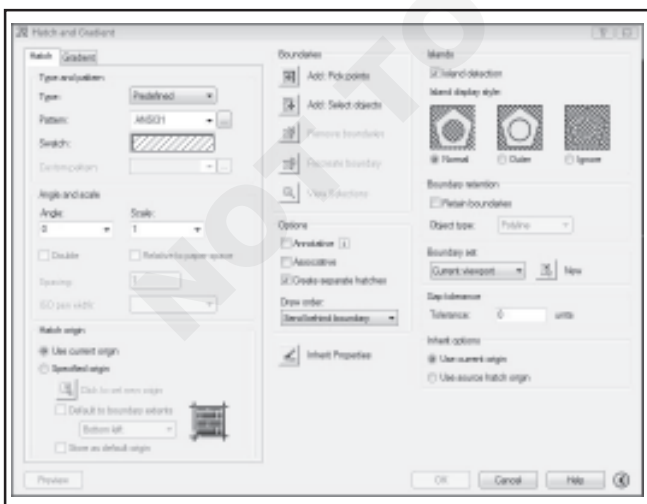 Hatch and Gradient
Hatch
Gradient
Type and pattern
Type:
Predefined
Pattern:
ANSI31
...
Swatch:
Custom pattern:
...
Angle and scale
Angle:
Scale:
0
1
Double
Relative to paper space
Spacing:
1
ISO pen width:
Hatch origin
Use current origin
Specified origin
Click to set new origin
Default to boundary extents
Bottom left
Store as default origin
Preview
Boundaries
Add: Pick points
Add: Select objects
Remove boundaries
Recreate boundary
View Selections
Options
Annotative
Associative
Create separate hatches
Draw order:
Send behind boundary
Inherit Properties
Islands
Island detection
Island display style:
Normal
Outer
Ignore
Boundary retention
Retain boundaries
Object type:
Polyline
Boundary set
Current viewport
New
Gap tolerance
Tolerance:
0
units
Inherit options
Use current origin
Use source hatch origin
OK
Cancel
Help
NOT TO